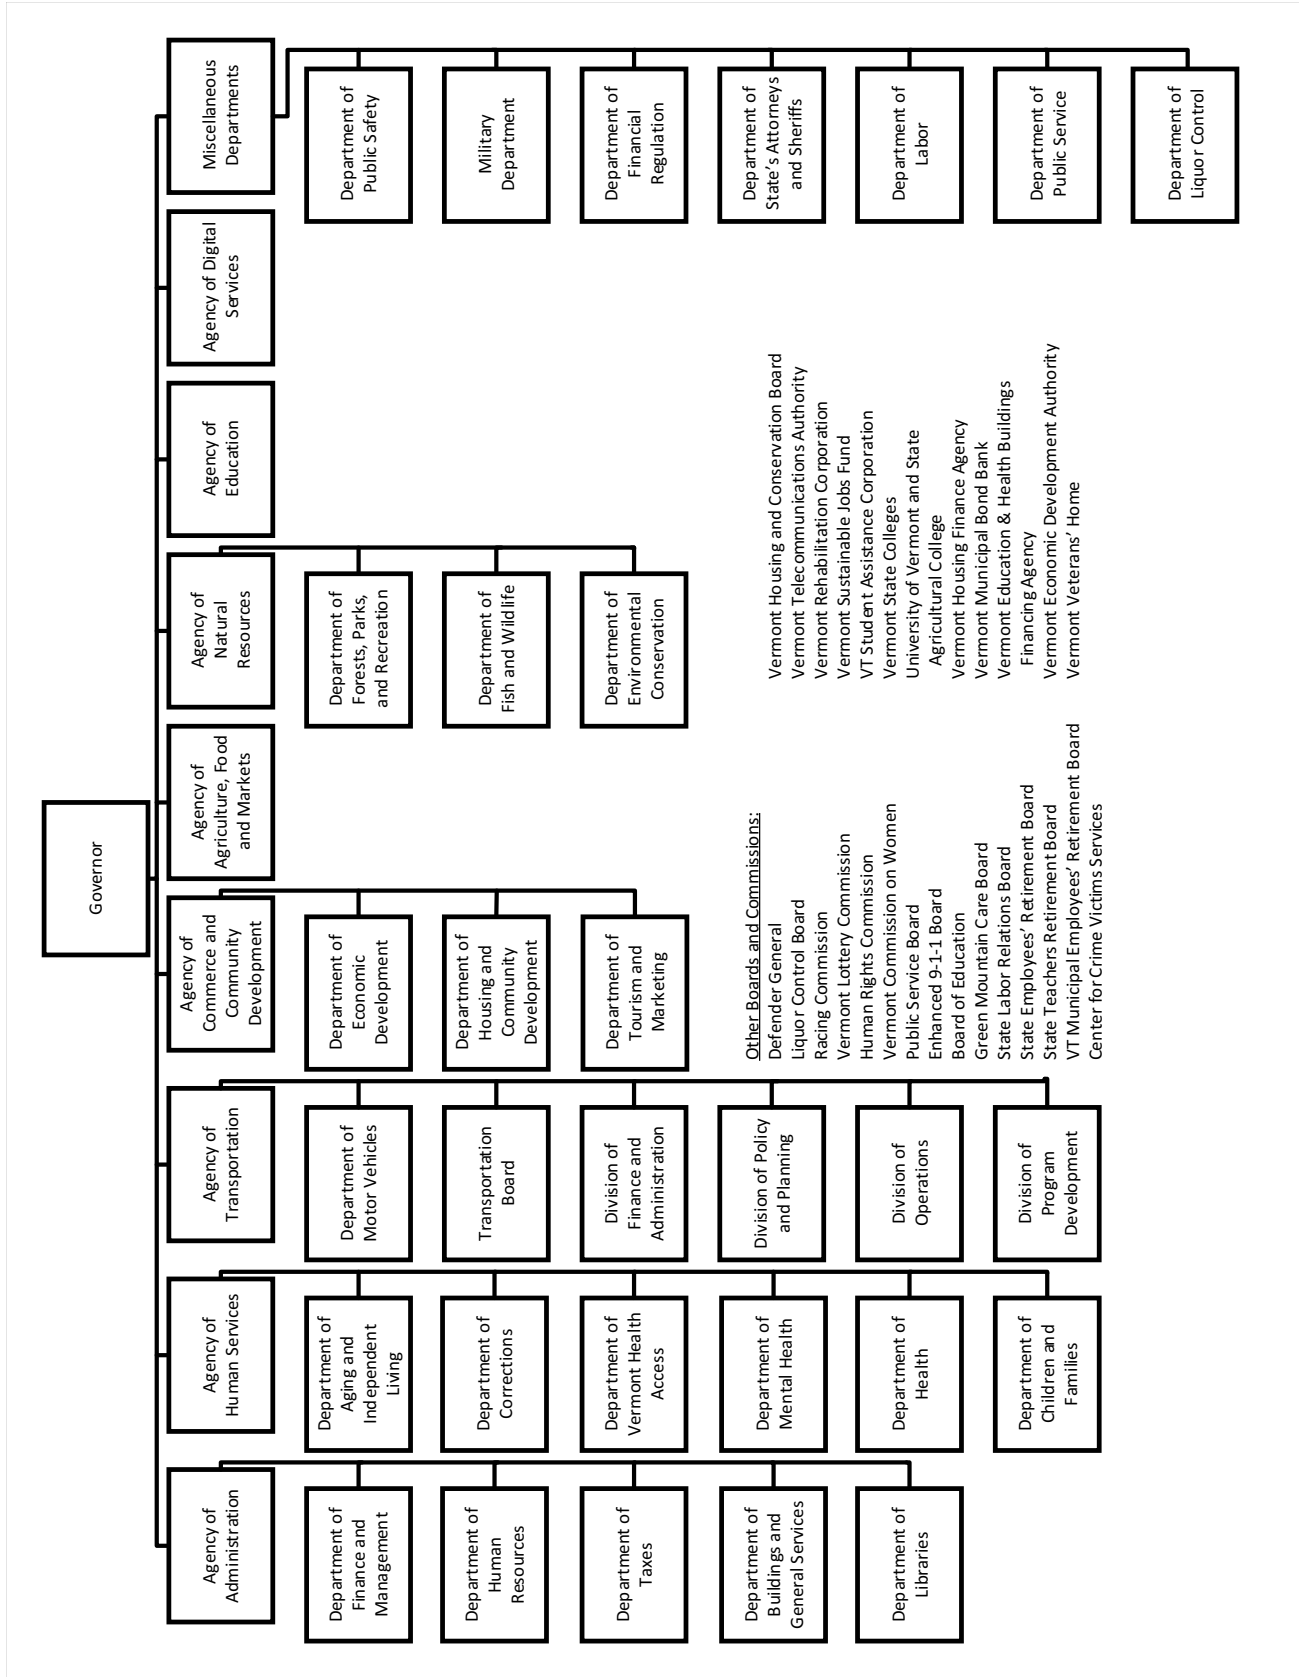 Governor
Agency of
Administration
Department of
Finance and
Management
Department of
Human
Resources
Department of
Taxes
Department of
Buildings and
General Services
Department of
Libraries
Agency of
Human Services
Department of
Aging and
Independent
Living
Department of
Corrections
Department of
Vermont Health
Access
Department of
Mental Health
Department of
Health
Department of
Children and
Families
Agency of
Transportation
Department of
Motor Vehicles
Transportation
Board
Division of
Finance and
Administration
Division of Policy
and Planning
Division of
Operations
Division of
Program
Development
Agency of
Commerce and
Community
Development
Department of
Economic
Development
Department of
Housing and
Community
Development
Department of
Tourism and
Marketing
Agency of
Agriculture, Food
and Markets
Agency of
Natural
Resources
Department of
Forests, Parks,
and Recreation
Department of
Fish and Wildlife
Department of
Environmental
Conservation
Agency of
Education
Agency of Digital
Services
Miscellaneous
Departments
Department of
Public Safety
Military
Department
Department of
Financial
Regulation
Department of
State’s Attorneys
and Sheriffs
Department of
Labor
Department of
Public Service
Department of
Liquor Control
Other Boards and Commissions:
Defender General
Liquor Control Board
Racing Commission
Vermont Lottery Commission
Human Rights Commission
Vermont Commission on Women
Public Service Board
Enhanced 9-1-1 Board
Board of Education
Green Mountain Care Board
State Labor Relations Board
State Employees’ Retirement Board
State Teachers Retirement Board
VT Municipal Employees’ Retirement Board
Center for Crime Victims Services
Vermont Housing and Conservation Board
Vermont Telecommunications Authority
Vermont Rehabilitation Corporation
Vermont Sustainable Jobs Fund
VT Student Assistance Corporation
Vermont State Colleges
University of Vermont and State
Agricultural College
Vermont Housing Finance Agency
Vermont Municipal Bond Bank
Vermont Education & Health Buildings
Financing Agency
Vermont Economic Development Authority
Vermont Veterans’ Home